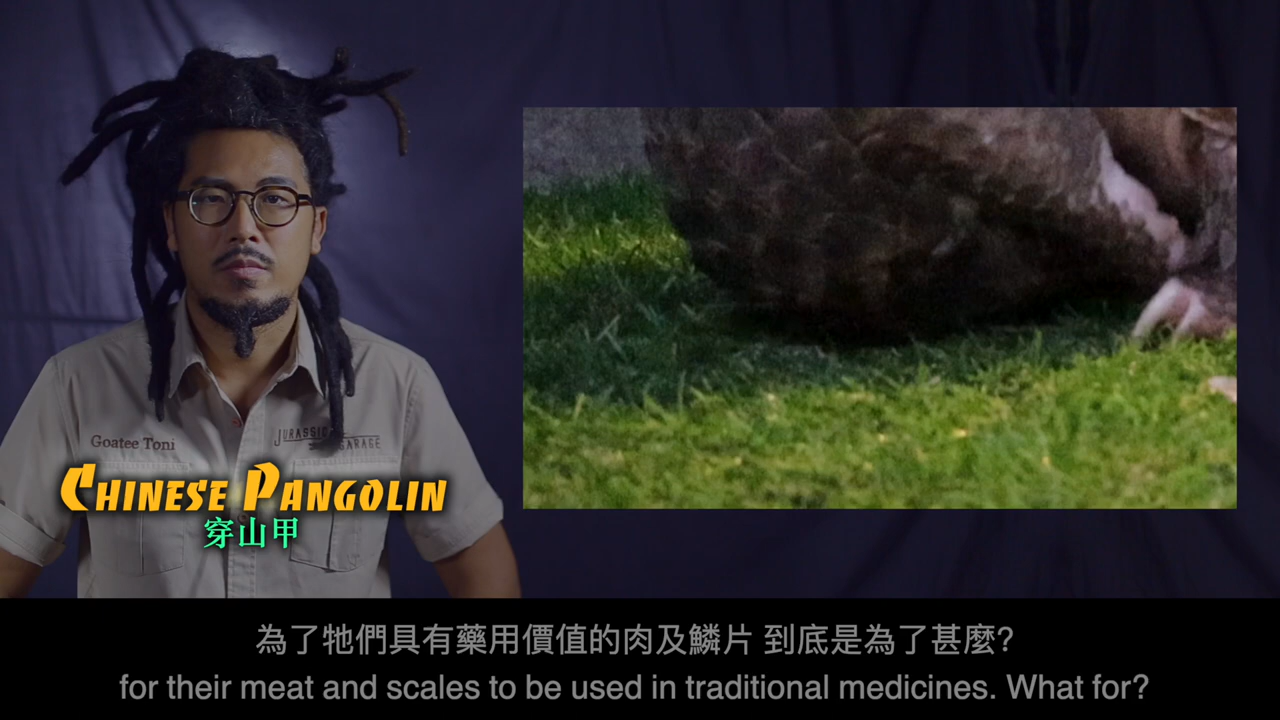 Goatee Toni
JURASSIC
GARAGE
CHINESE PANGOLIN
穿山甲
為了牠們具有藥用價值的肉及鱗片 到底是為了甚麼?
for their meat and scales to be used in traditional medicines. What for?